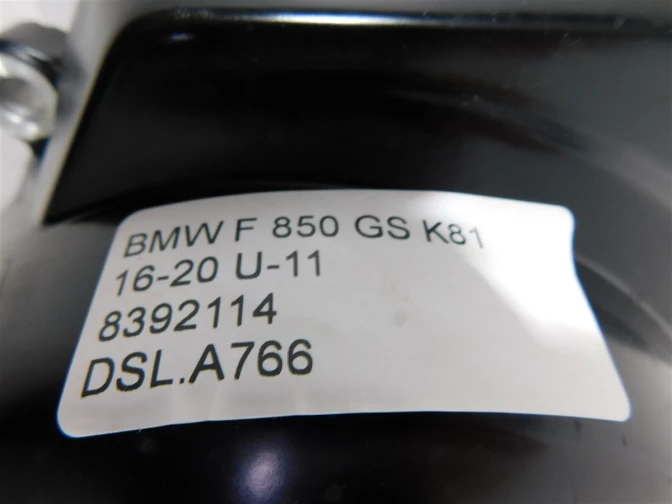 BMW F 850 GS K81
16-20 U-11
8392114
DSL.A766